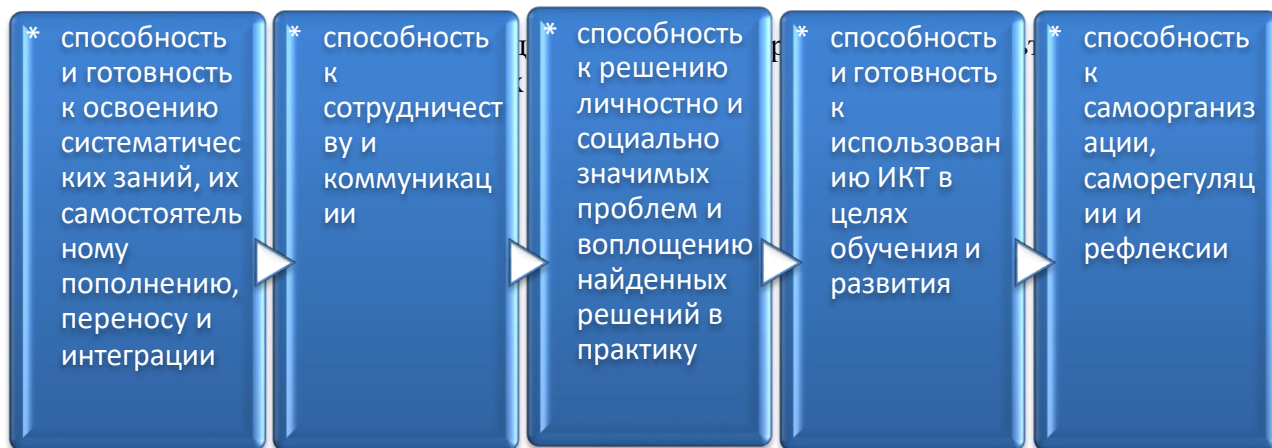 * способность
и готовность
к освоению
систематичес
ких заний, их
самостоятель
ному
пополнению,
переносу и
интеграции
* способность
к
сотрудничест
ву и
коммуникац
ии
* способность
к решению
личностно и
социально
значимых
проблем и
воплощению
найденных
решений в
практику
* способность
и готовность
к
использован
ию ИКТ в
целях
обучения и
развития
* способность
к
самоорганиз
ации,
саморегуляц
ии и
рефлексии